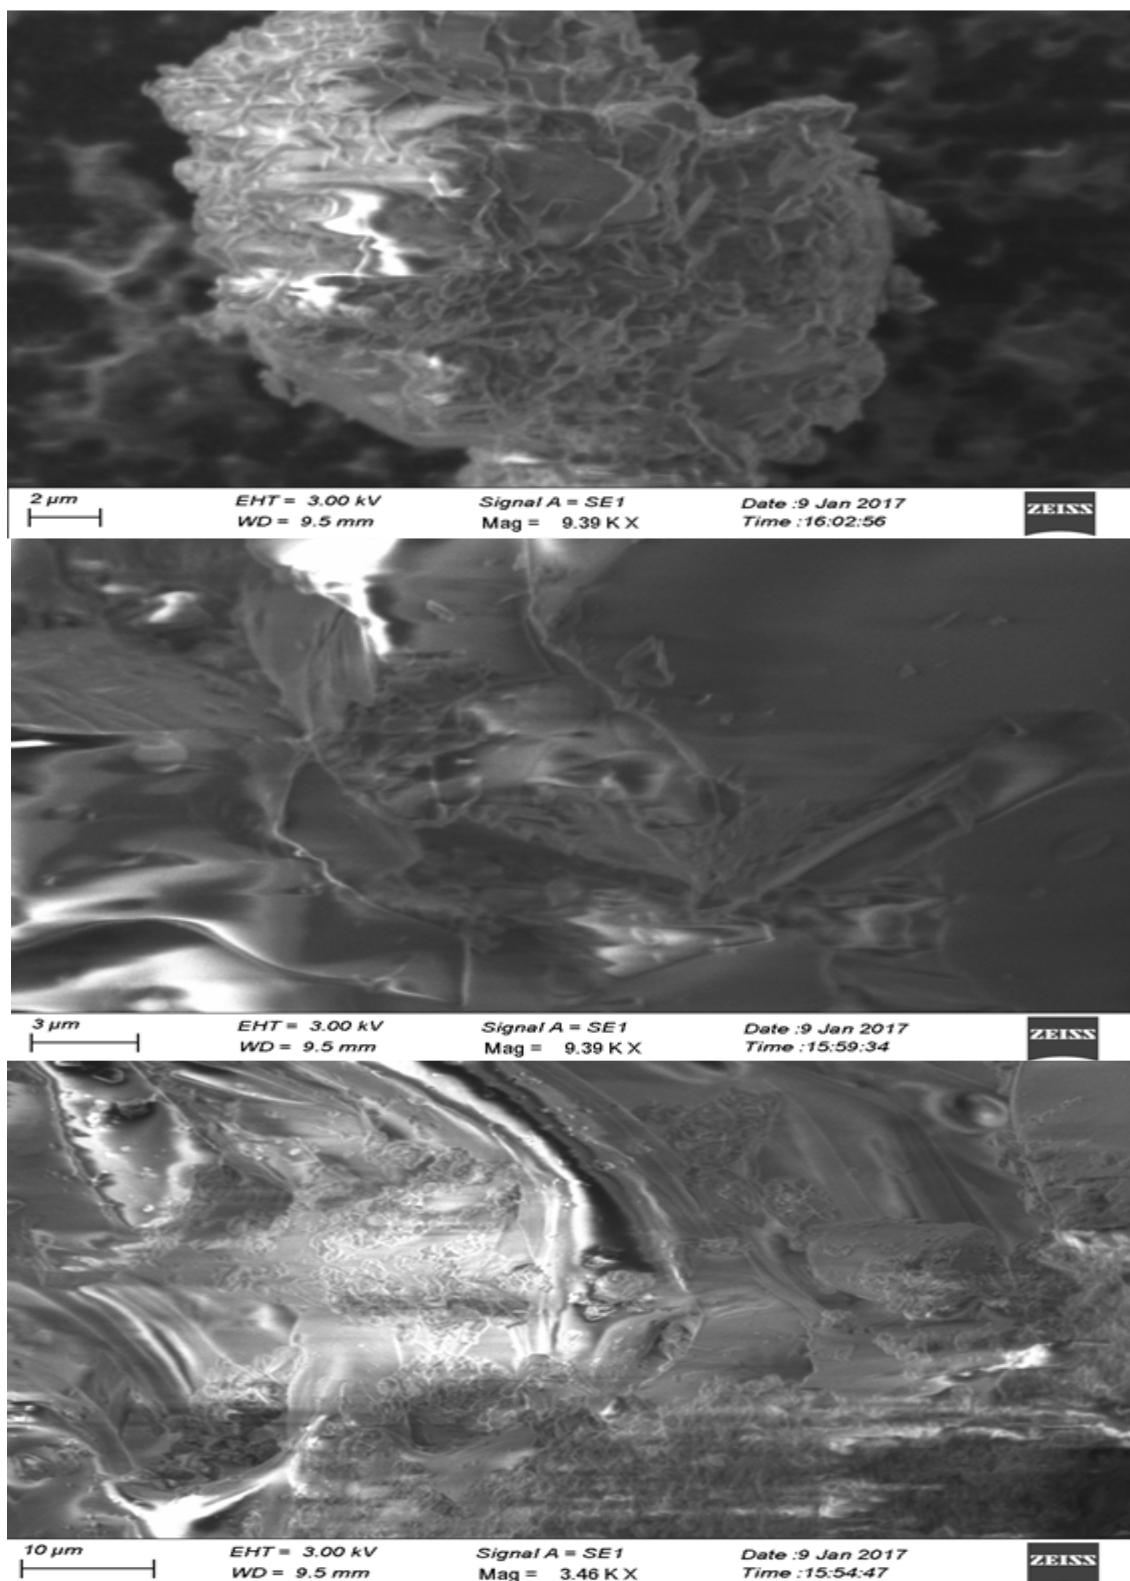 2 µm EHT = 3.00 kV Signal A = SE1 Date :9 Jan 2017 ZEISS
WD = 9.5 mm Mag = 9.39 K X Time :16:02:56
3 µm EHT = 3.00 kV Signal A = SE1 Date :9 Jan 2017 ZEISS
WD = 9.5 mm Mag = 9.39 K X Time :15:59:34
10 µm EHT = 3.00 kV Signal A = SE1 Date :9 Jan 2017 ZEISS
WD = 9.5 mm Mag = 3.46 K X Time :15:54:47